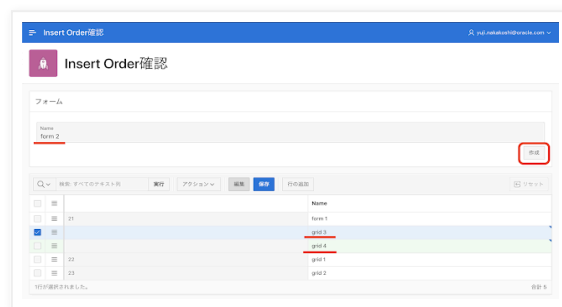 Insert Order確認
yuji.nakakoshi@oracle.com
Insert Order確認
フォーム
Name
form 2
作成
検索: すべてのテキスト列 実行 アクション 編集 保存 行の追加 リセット
Name
21 form 1
grid 3
grid 4
22 grid 1
23 grid 2
1行が選択されました。 合計 5